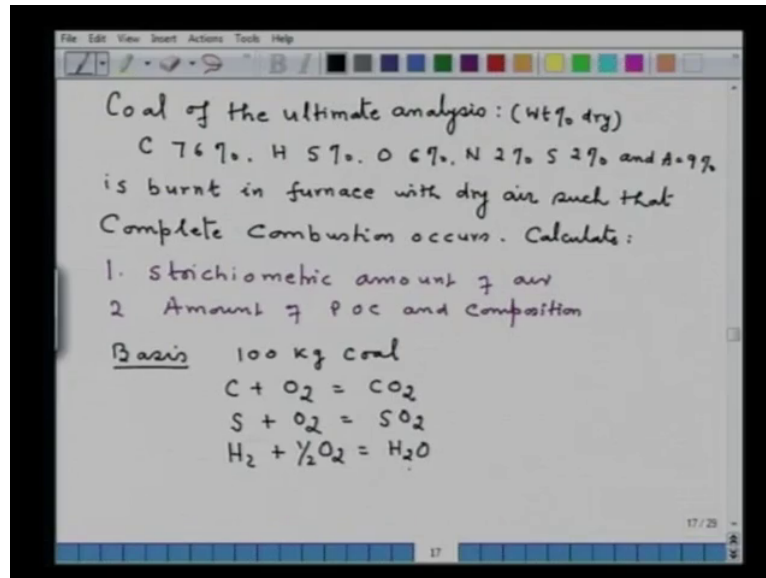 File Edit View Insert Actions Tools Help
B I
Coal of the ultimate analysis: (wt% dry)
C 76%. H 5%. O 6%. N 2% S 2% and A=9%
is burnt in furnace with dry air such that
Complete Combustion occurs. Calculate:
1. Stoichiometric amount of air
2 Amount of POC and Composition
Basis 100 kg coal
C + O2 = CO2
S + O2 = SO2
H2 + ½O2 = H2O
17/29
17